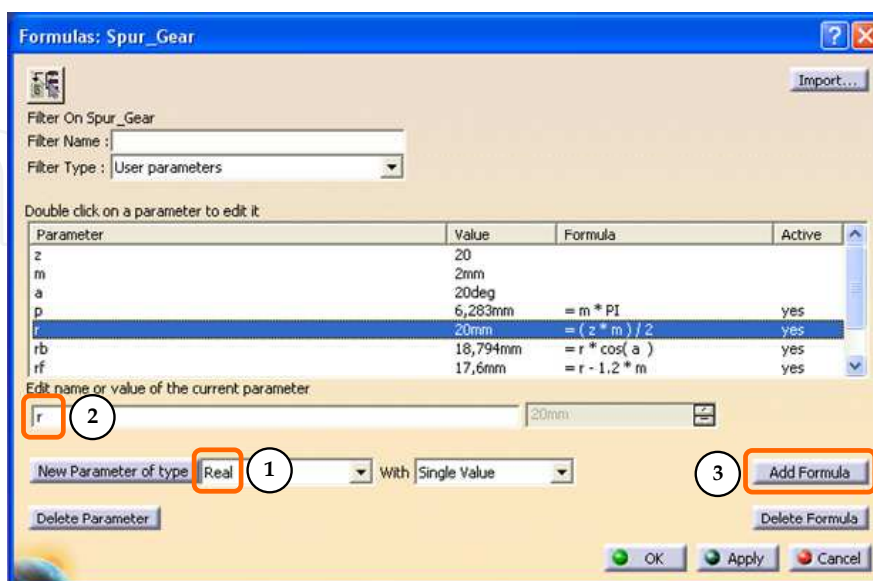 Formulas: Spur_Gear
Import...
Filter On Spur_Gear
Filter Name :
Filter Type : User parameters
Double click on a parameter to edit it
Parameter Value Formula Active
z 20
m 2mm
a 20deg
p 6,283mm = m * PI yes
r 20mm = ( z * m ) / 2 yes
rb 18,794mm = r * cos( a ) yes
rf 17,6mm = r - 1.2 * m yes
Edit name or value of the current parameter
r 2 20mm
New Parameter of type Real 1 With Single Value 3 Add Formula
Delete Parameter Delete Formula
OK Apply Cancel